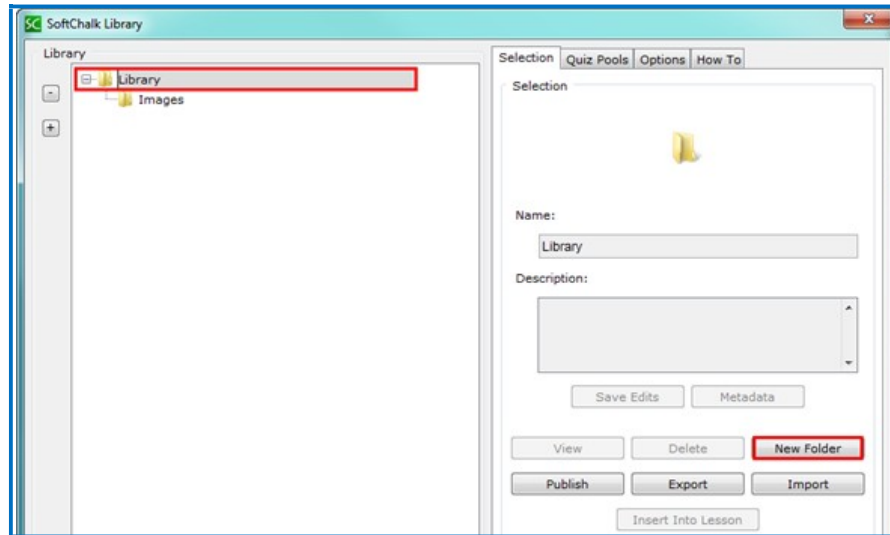 SC SoftChalk Library
Library
Library
Images
Selection Quiz Pools Options How To
Selection
Name:
Library
Description:
Save Edits Metadata
View Delete New Folder
Publish Export Import
Insert Into Lesson